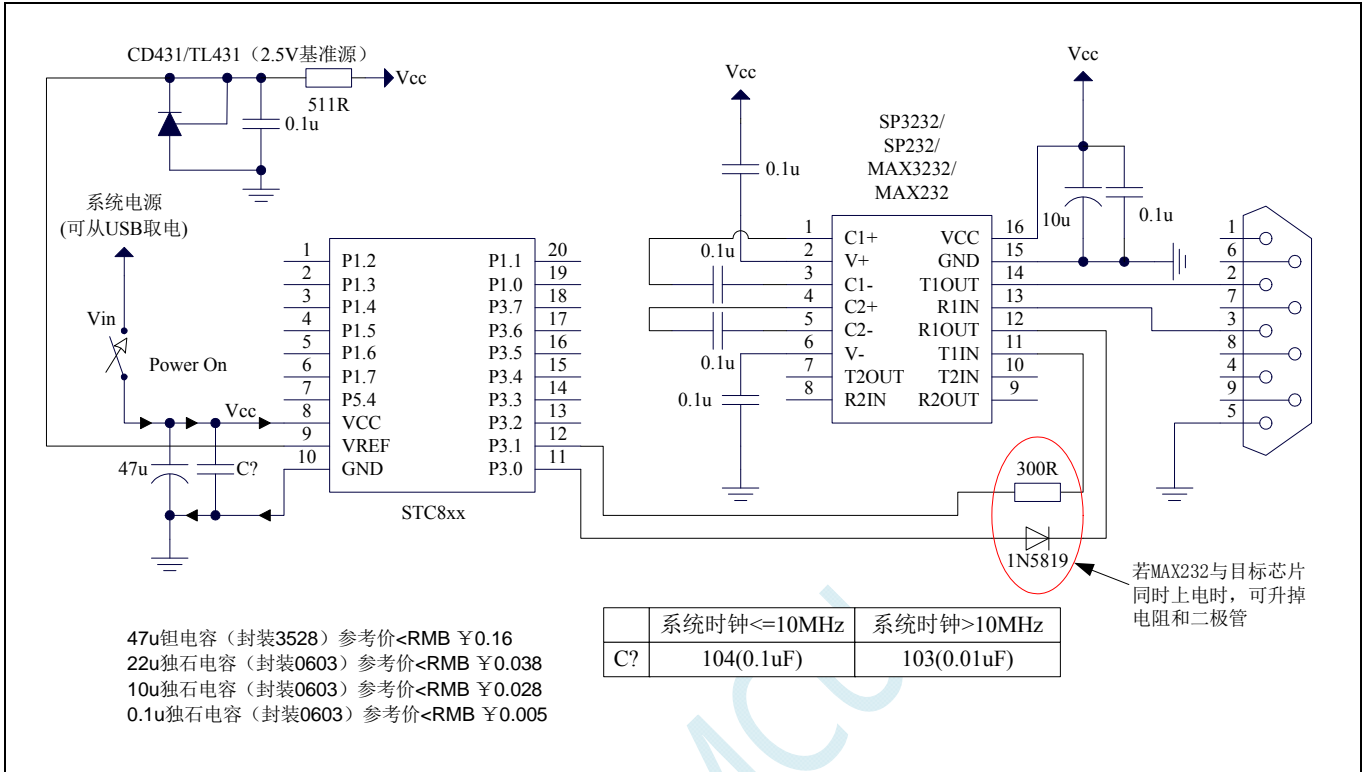 CD431/TL431（2.5V基准源）
Vcc
511R
0.1u
系统电源
(可从USB取电)
Vin
Power On
Vcc
47u
C?
1 P1.2 P1.1 20
2 P1.3 P1.0 19
3 P1.4 P3.7 18
4 P1.5 P3.6 17
5 P1.6 P3.5 16
6 P1.7 P3.4 15
7 P5.4 P3.3 14
8 VCC P3.2 13
9 VREF P3.1 12
10 GND P3.0 11
STC8xx
Vcc
0.1u
0.1u
0.1u
0.1u
SP3232/
SP232/
MAX3232/
MAX232
1 C1+ VCC 16
2 V+ GND 15
3 C1- T1OUT 14
4 C2+ R1IN 13
5 C2- R1OUT 12
6 V- T1IN 11
7 T2OUT T2IN 10
8 R2IN R2OUT 9
Vcc
10u
0.1u
1
6
2
7
3
8
4
9
5
300R
1N5819
若MAX232与目标芯片
同时上电时，可升掉
电阻和二极管
系统时钟<=10MHz 系统时钟>10MHz
C? 104(0.1uF) 103(0.01uF)
47u钽电容（封装3528）参考价<RMB ￥0.16
22u独石电容（封装0603）参考价<RMB ￥0.038
10u独石电容（封装0603）参考价<RMB ￥0.028
0.1u独石电容（封装0603）参考价<RMB ￥0.005
MCU